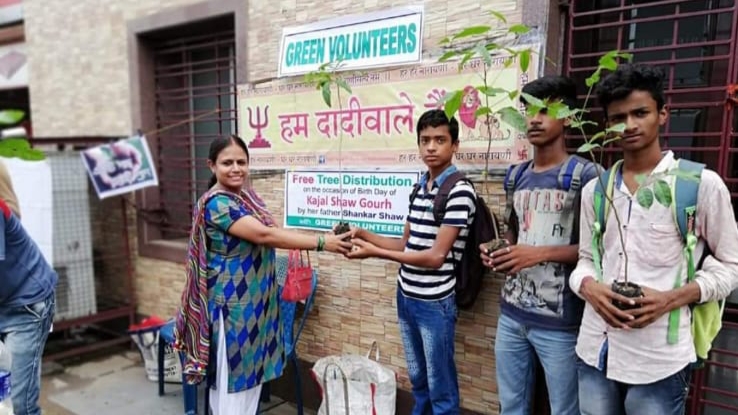 GREEN VOLUNTEERS
हम दादीवाले हैं
Free Tree Distribution
on the occasion of Birth Day of
Kajal Shaw Gourh
by her father Shankar Shaw
with GREEN VOLUNTEERS